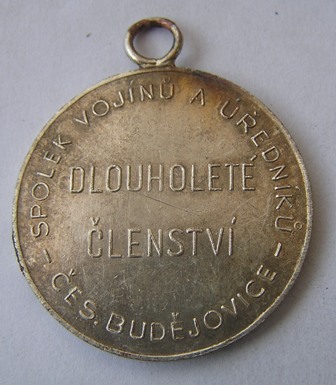 – SPOLEK VOJÍNŮ A ÚŘEDNÍKŮ –
DLOUHOLETÉ
ČLENSTVÍ
ČES. BUDĚJOVICE